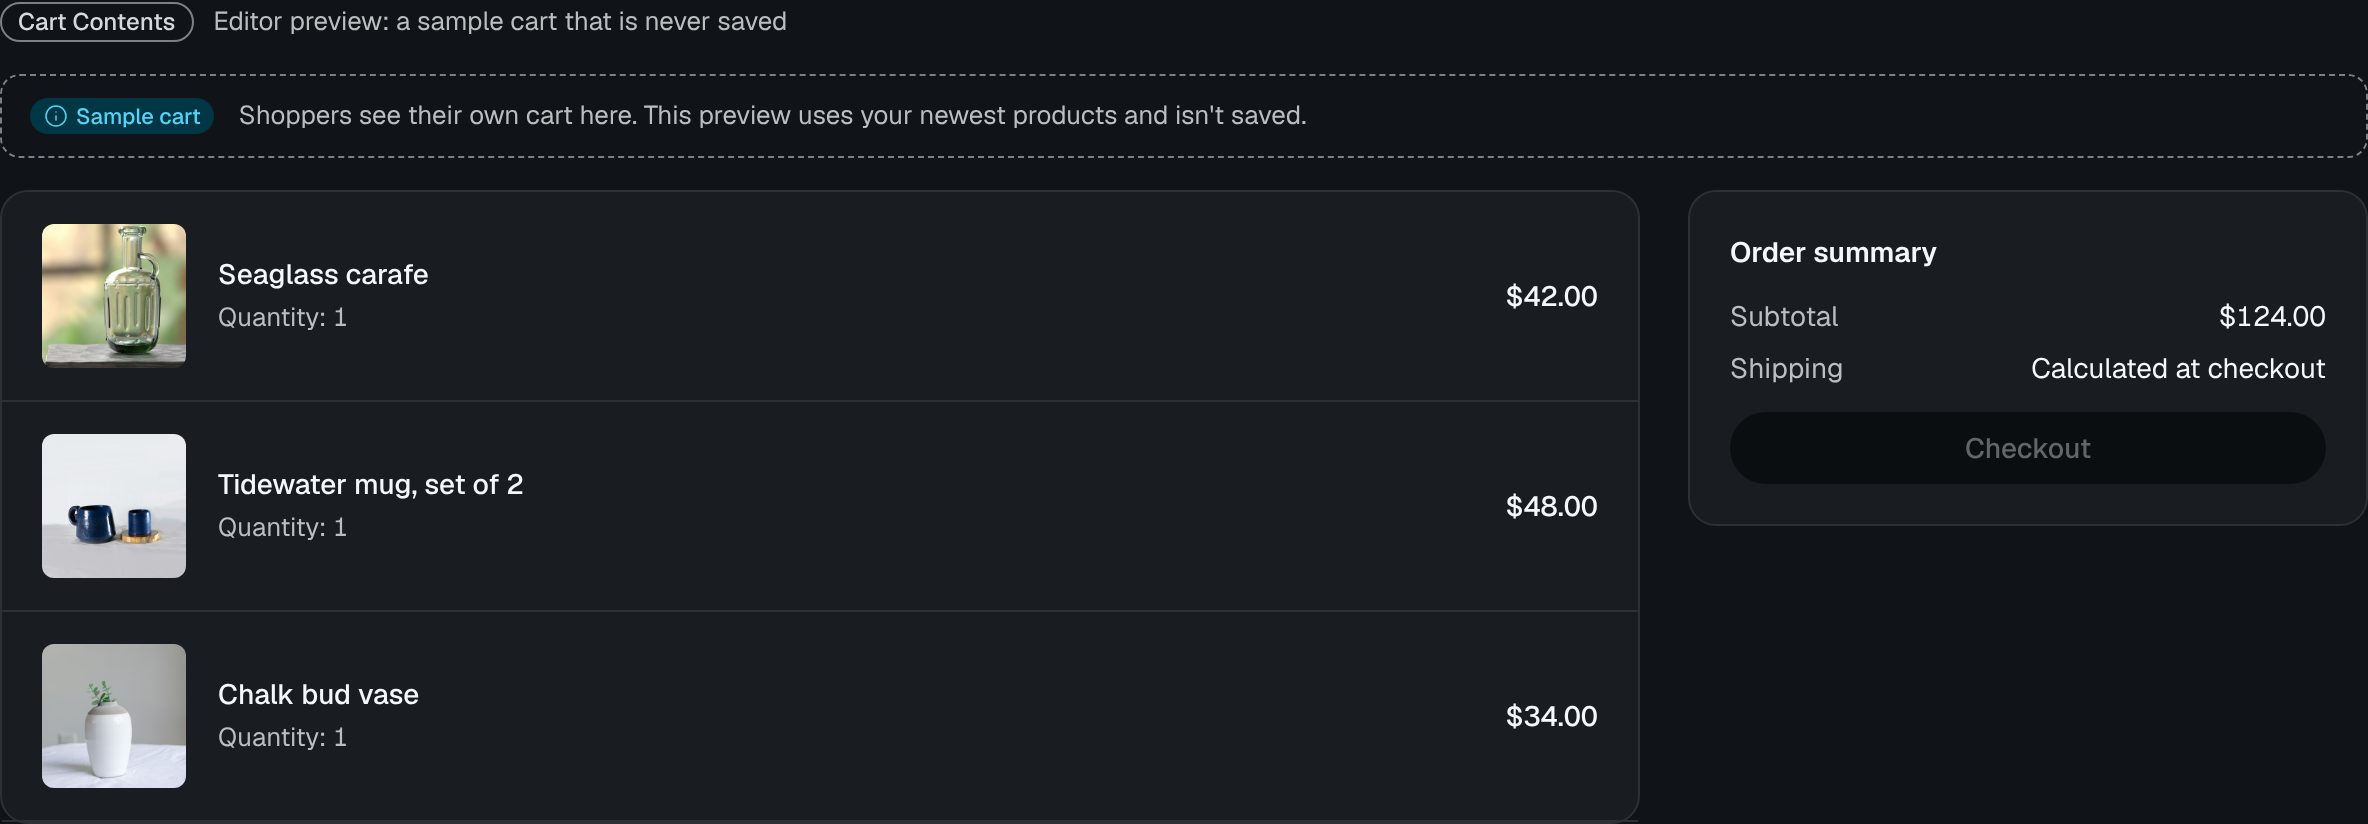 Cart Contents Editor preview: a sample cart that is never saved
Sample cart Shoppers see their own cart here. This preview uses your newest products and isn't saved.
Seaglass carafe
Quantity: 1
$42.00
Tidewater mug, set of 2
Quantity: 1
$48.00
Chalk bud vase
Quantity: 1
$34.00
Order summary
Subtotal $124.00
Shipping Calculated at checkout
Checkout